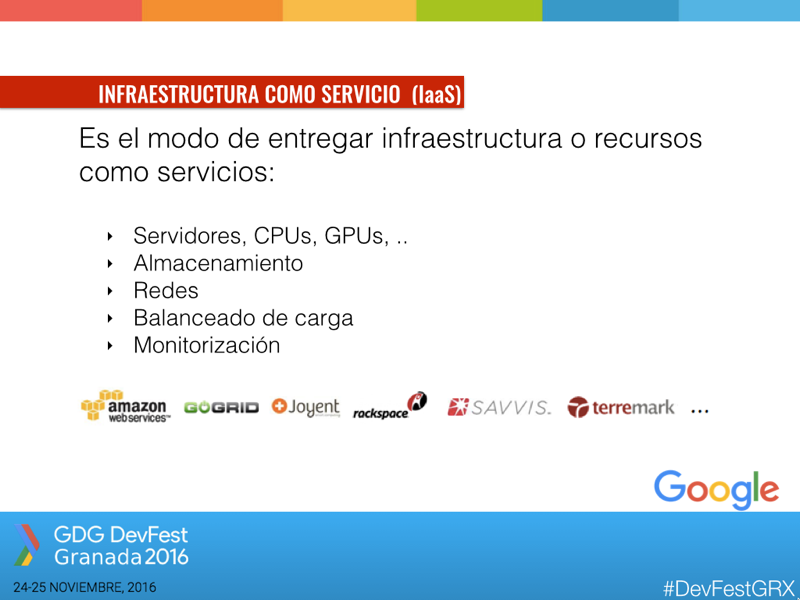 INFRAESTRUCTURA COMO SERVICIO (IaaS)
Es el modo de entregar infraestructura o recursos
como servicios:
‣ Servidores, CPUs, GPUs, ..
‣ Almacenamiento
‣ Redes
‣ Balanceado de carga
‣ Monitorización
amazon
webservices™
GOGRID
Joyent
rackspace
SAVVIS.
terremark
...
Google
GDG DevFest
Granada 2016
24-25 NOVIEMBRE, 2016
#DevFestGRX